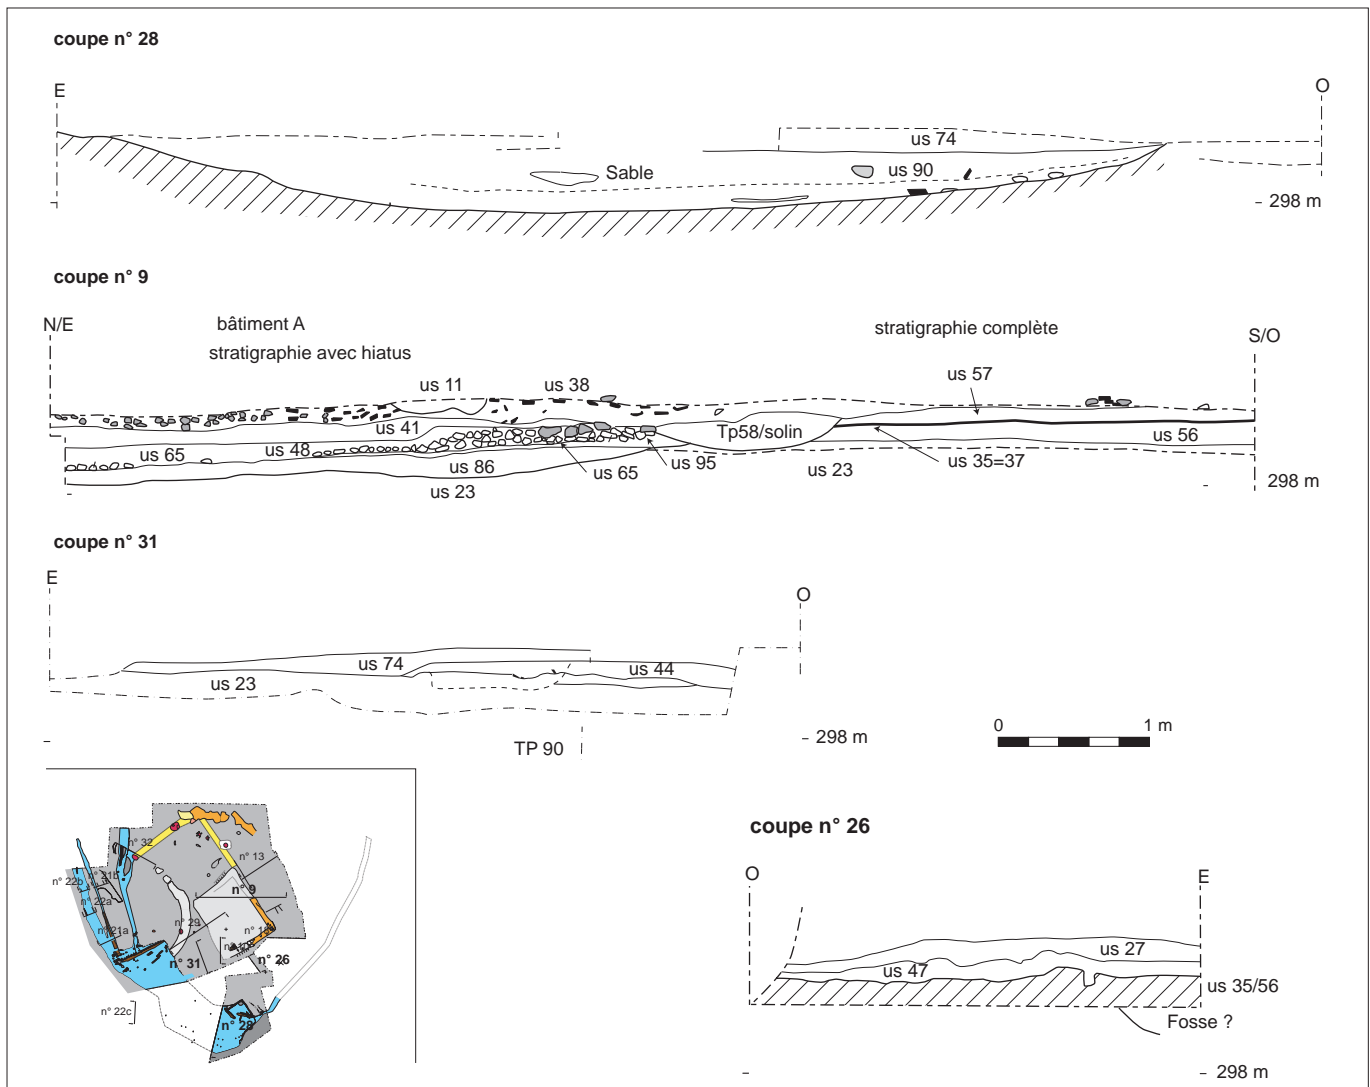 coupe n° 28
E
O
us 74
Sable
us 90
298 m
coupe n° 9
N/E
bâtiment A
stratigraphie complète
S/O
stratigraphie avec hiatus
us 11
us 38
us 57
us 41
Tp58/solin
us 56
us 65
us 48
us 95
us 35=37
us 86
us 65
us 23
us 23
298 m
coupe n° 31
E
O
us 74
us 44
us 23
298 m
TP 90
0
1 m
n° 32
n° 13
n° 22b
n° 21b
n° 9
n° 22a
n° 29
n° 21a
n° 31
n° 26
n° 22c
n° 28
coupe n° 26
O
E
us 27
us 47
us 35/56
Fosse ?
298 m